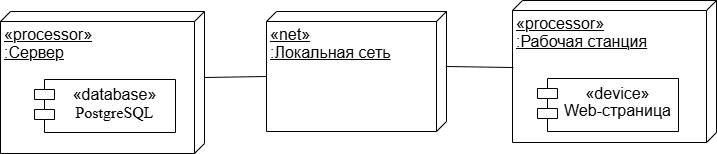 «processor»
:Сервер
«database»
PostgreSQL
«net»
:Локальная сеть
«processor»
:Рабочая станция
«device»
Web-страница